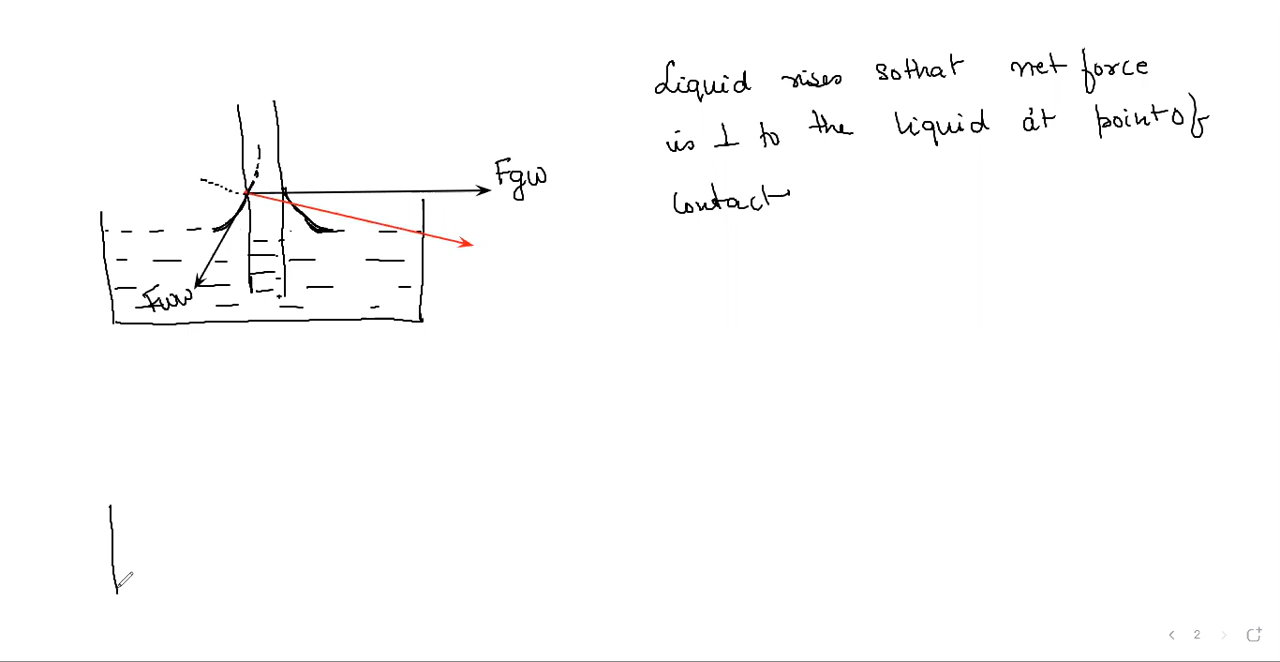 Liquid rises sothat net force
is ⊥ to the liquid at point of
contact
Fgw
Fww
2